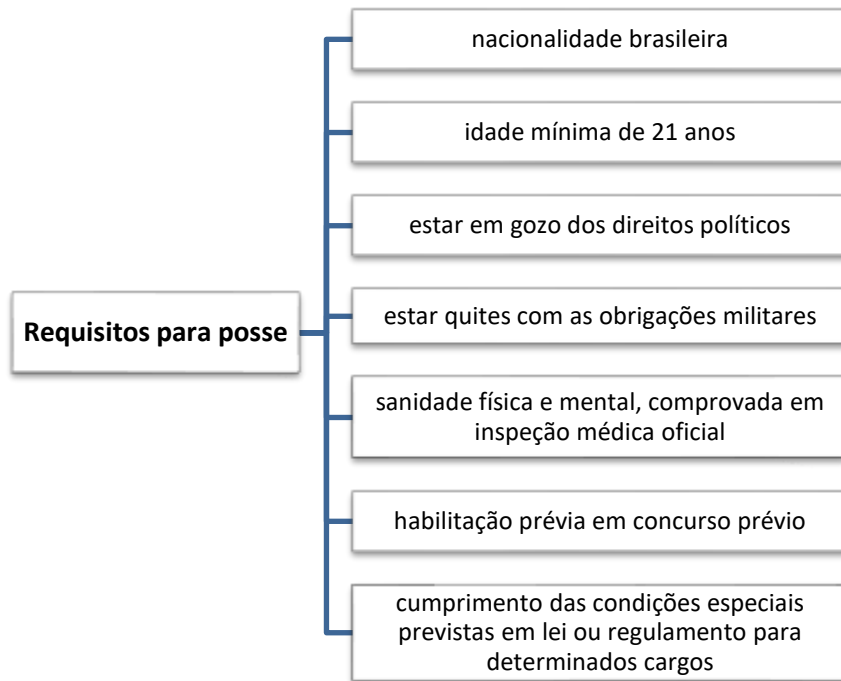 nacionalidade brasileira
idade mínima de 21 anos
estar em gozo dos direitos políticos
Requisitos para posse
estar quites com as obrigações militares
sanidade física e mental, comprovada em
inspeção médica oficial
habilitação prévia em concurso prévio
cumprimento das condições especiais
previstas em lei ou regulamento para
determinados cargos